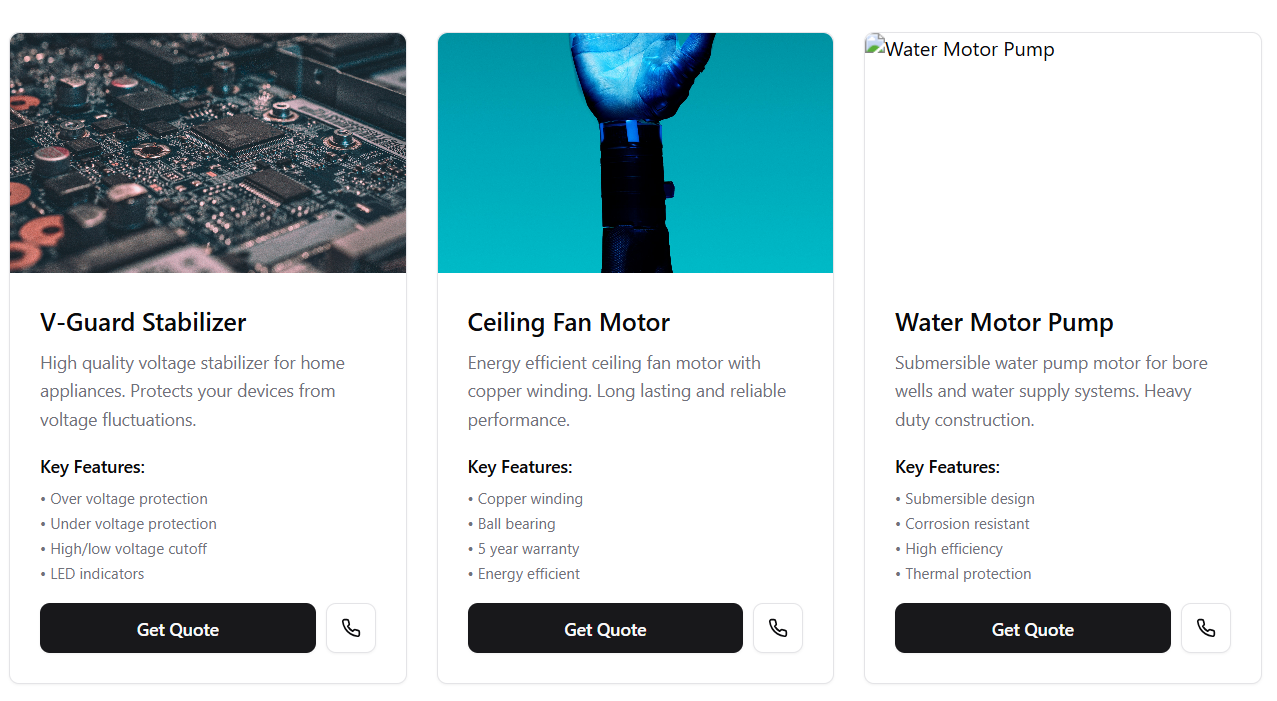 V-Guard Stabilizer
High quality voltage stabilizer for home
appliances. Protects your devices from
voltage fluctuations.
Key Features:
• Over voltage protection
• Under voltage protection
• High/low voltage cutoff
• LED indicators
Get Quote
Ceiling Fan Motor
Energy efficient ceiling fan motor with
copper winding. Long lasting and reliable
performance.
Key Features:
• Copper winding
• Ball bearing
• 5 year warranty
• Energy efficient
Get Quote
Water Motor Pump
Water Motor Pump
Submersible water pump motor for bore
wells and water supply systems. Heavy
duty construction.
Key Features:
• Submersible design
• Corrosion resistant
• High efficiency
• Thermal protection
Get Quote